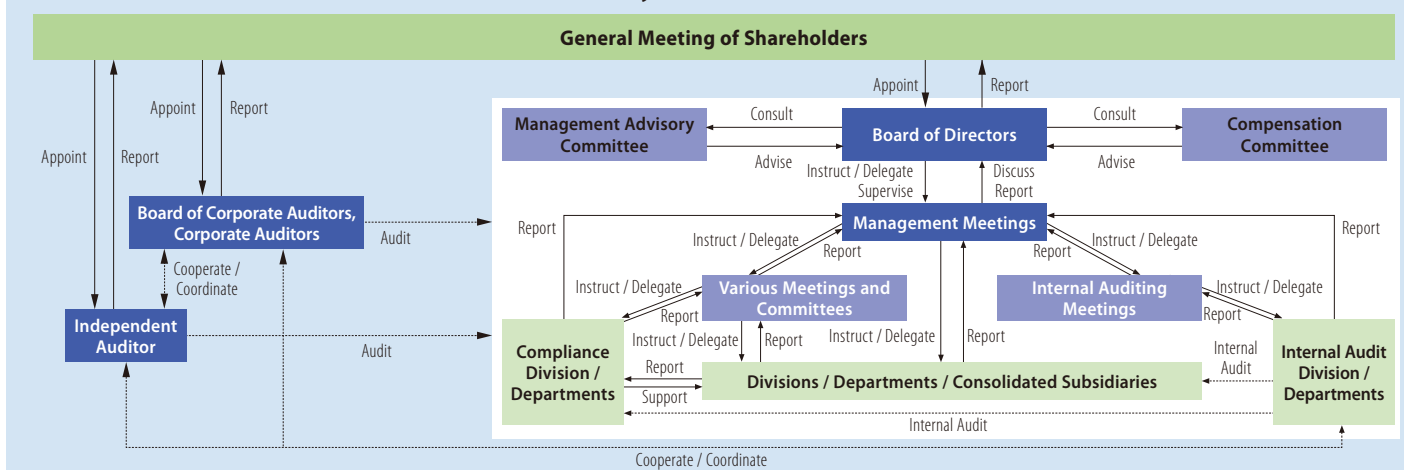 General Meeting of Shareholders
Appoint
Report
Appoint
Report
Appoint
Report
Management Advisory
Committee
Consult
Advise
Board of Directors
Consult
Advise
Compensation
Committee
Instruct / Delegate
Supervise
Discuss
Report
Board of Corporate Auditors,
Corporate Auditors
Audit
Report
Management Meetings
Report
Instruct / Delegate
Report
Instruct / Delegate
Report
Cooperate /
Coordinate
Instruct / Delegate
Report
Various Meetings and
Committees
Internal Auditing
Meetings
Instruct / Delegate
Report
Independent
Auditor
Audit
Instruct / Delegate
Report
Instruct / Delegate
Report
Compliance
Division /
Departments
Report
Support
Divisions / Departments / Consolidated Subsidiaries
Internal
Audit
Internal Audit
Division /
Departments
Internal Audit
Cooperate / Coordinate